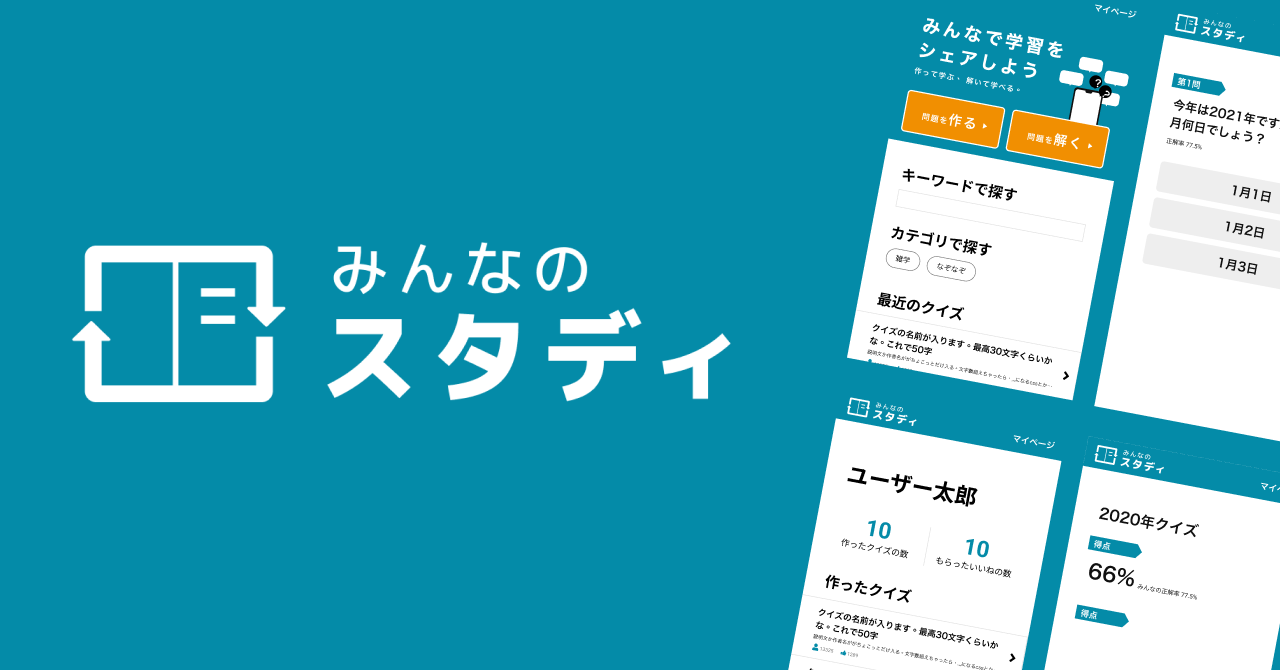 みんなの
スタディ
マイページ
みんなで学習を
シェアしよう
作って学ぶ、解いて学べる。
問題を作る
問題を解く
キーワードで探す
カテゴリで探す
雑学
なぞなぞ
最近のクイズ
クイズの名前が入ります。最高30文字くらいか
な。これで50字
みんなの
スタディ
第1問
今年は2021年です
月何日でしょう？
正解率 77.5%
1月1日
1月2日
1月3日
みんなの
スタディ
マイページ
ユーザー太郎
10
作ったクイズの数
10
もらったいいねの数
作ったクイズ
クイズの名前が入ります。最高30文字くらいか
な。これで50字
みんなの
スタディ
マイペ
2020年クイズ
得点
66%
みんなの正解率 77.5%
得点